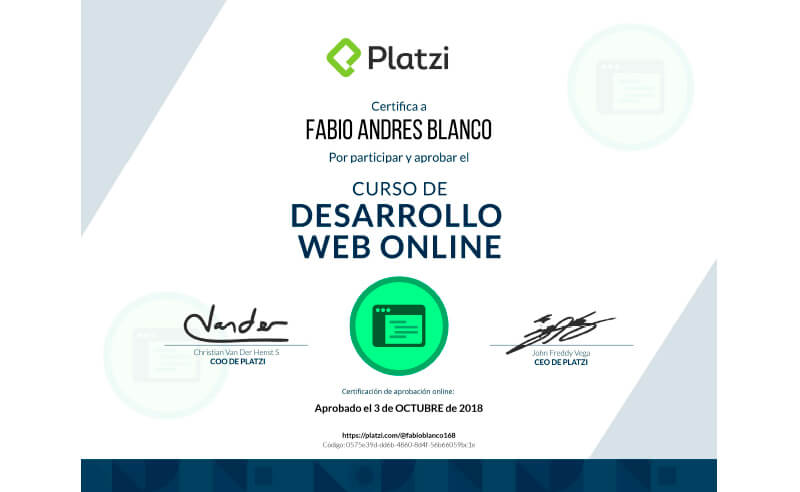 Platzi
Certifica a
FABIO ANDRES BLANCO
Por participar y aprobar el
CURSO DE
DESARROLLO
WEB ONLINE
Christian Van Der Henst S.
COO DE PLATZI
John Freddy Vega
CEO DE PLATZI
Certificación de aprobación online:
Aprobado el 3 de OCTUBRE de 2018
https://platzi.com/@fabioblanco168
Código: 0575e39d-dd6b-4860-8d4f-56b66059bc1e